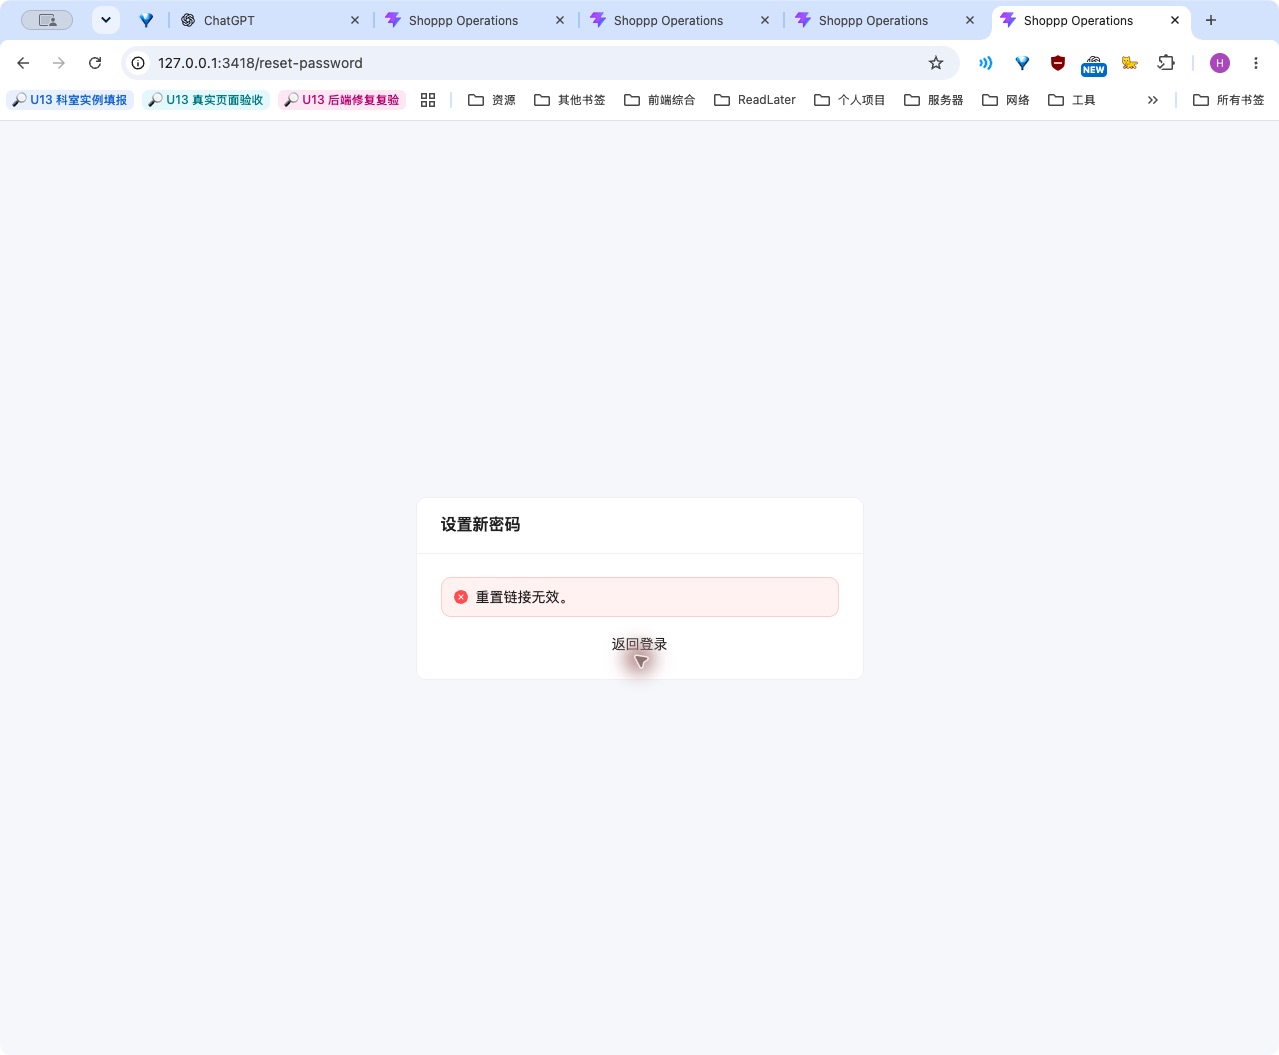 ChatGPT
Shoppp Operations
Shoppp Operations
Shoppp Operations
Shoppp Operations
127.0.0.1:3418/reset-password
NEW
H
U13 科室实例填报
U13 真实页面验收
U13 后端修复复验
资源
其他书签
前端综合
ReadLater
个人项目
服务器
网络
工具
所有书签
设置新密码
重置链接无效。
返回登录